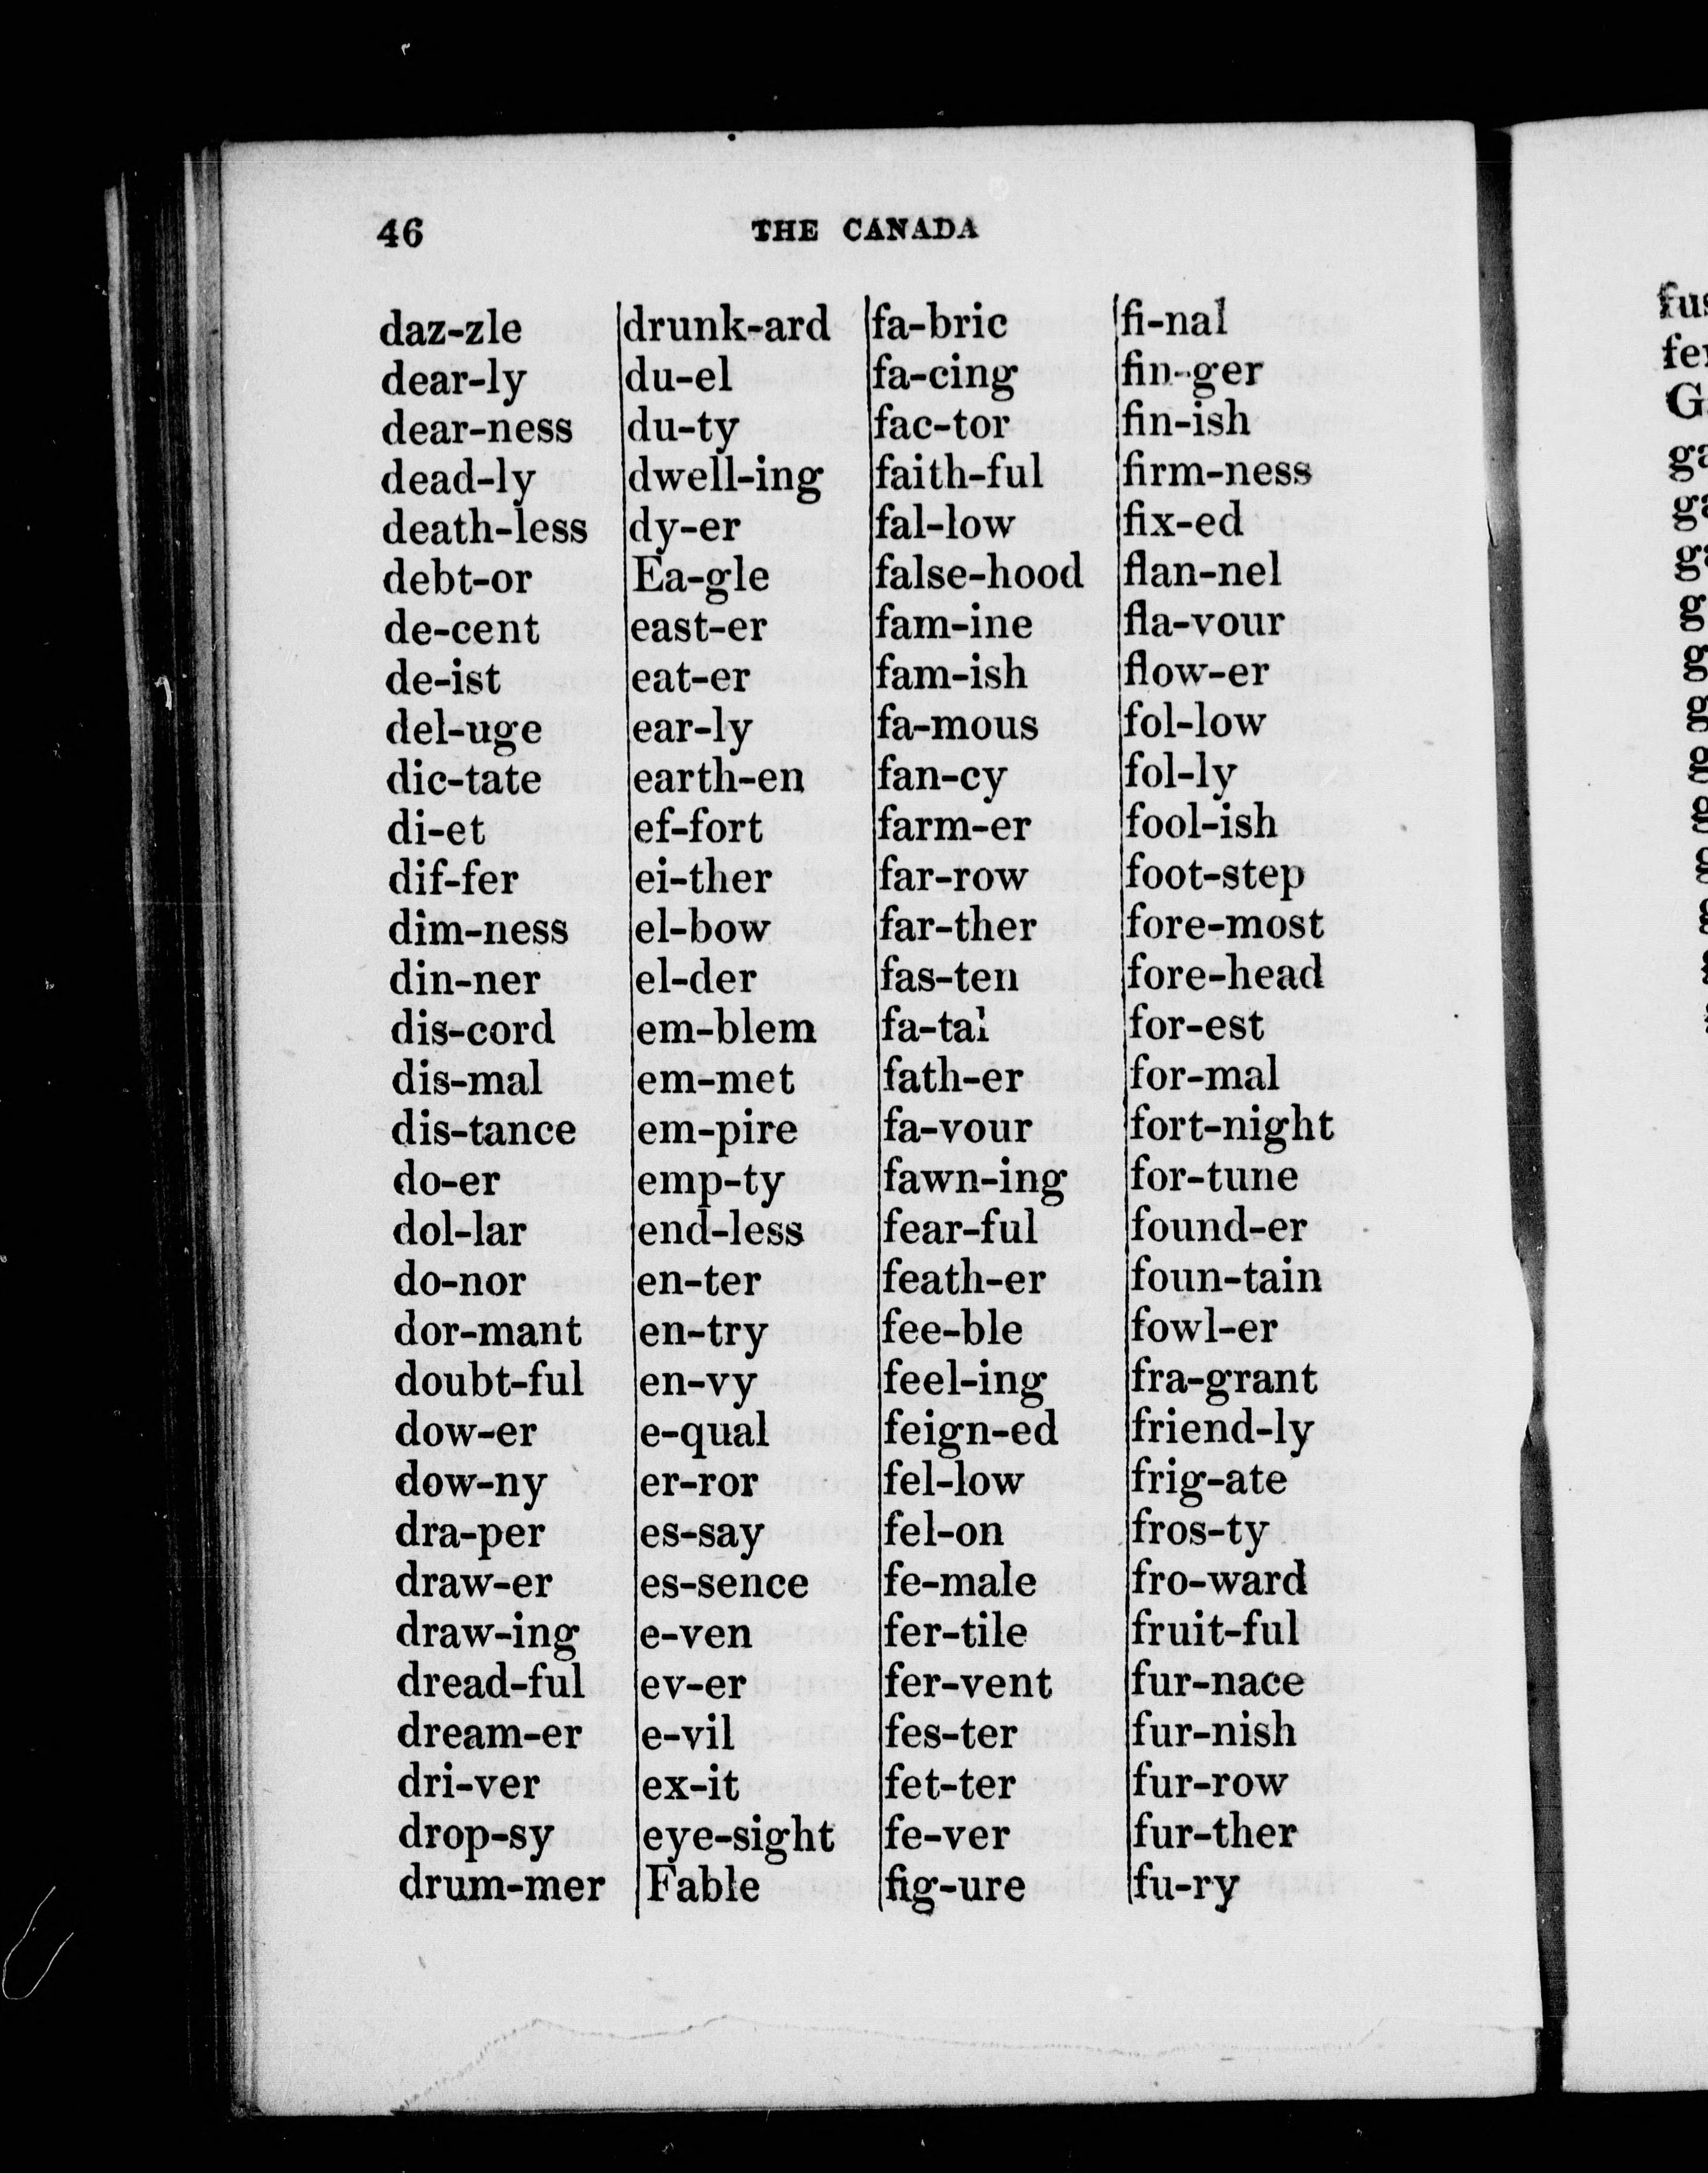 46 THE CANADA
daz-zle drunk-ard fa-bric fi-nal
dear-ly du-el fa-cing fin-ger
dear-ness du-ty fac-tor fin-ish
dead-ly dwell-ing faith-ful firm-ness
death-less dy-er fal-low fix-ed
debt-or Ea-gle false-hood flan-nel
de-cent east-er fam-ine fla-vour
de-ist eat-er fam-ish flow-er
del-uge ear-ly fa-mous fol-low
dic-tate earth-en fan-cy fol-ly
di-et ef-fort farm-er fool-ish
dif-fer ei-ther far-row foot-step
dim-ness el-bow far-ther fore-most
din-ner el-der fas-ten fore-head
dis-cord em-blem fa-tal for-est
dis-mal em-met fath-er for-mal
dis-tance em-pire fa-vour fort-night
do-er emp-ty fawn-ing for-tune
dol-lar end-less fear-ful found-er
do-nor en-ter feath-er foun-tain
dor-mant en-try fee-ble fowl-er
doubt-ful en-vy feel-ing fra-grant
dow-er e-qual feign-ed friend-ly
dow-ny er-ror fel-low frig-ate
dra-per es-say fel-on fros-ty
draw-er es-sence fe-male fro-ward
draw-ing e-ven fer-tile fruit-ful
dread-ful ev-er fer-vent fur-nace
dream-er e-vil fes-ter fur-nish
dri-ver ex-it fet-ter fur-row
drop-sy eye-sight fe-ver fur-ther
drum-mer Fable fig-ure fu-ry